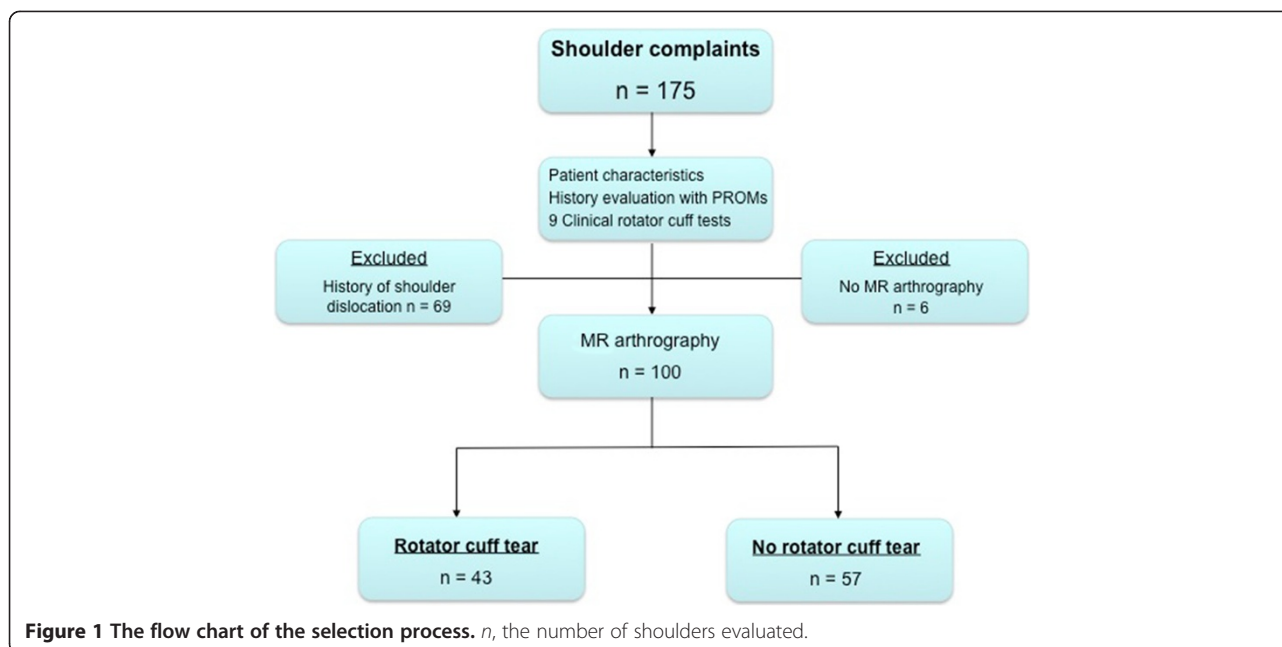 Shoulder complaints
n = 175
Patient characteristics
History evaluation with PROMs
9 Clinical rotator cuff tests
Excluded
History of shoulder
dislocation n = 69
Excluded
No MR arthrography
n = 6
MR arthrography
n = 100
Rotator cuff tear
n = 43
No rotator cuff tear
n = 57
Figure 1 The flow chart of the selection process. n, the number of shoulders evaluated.